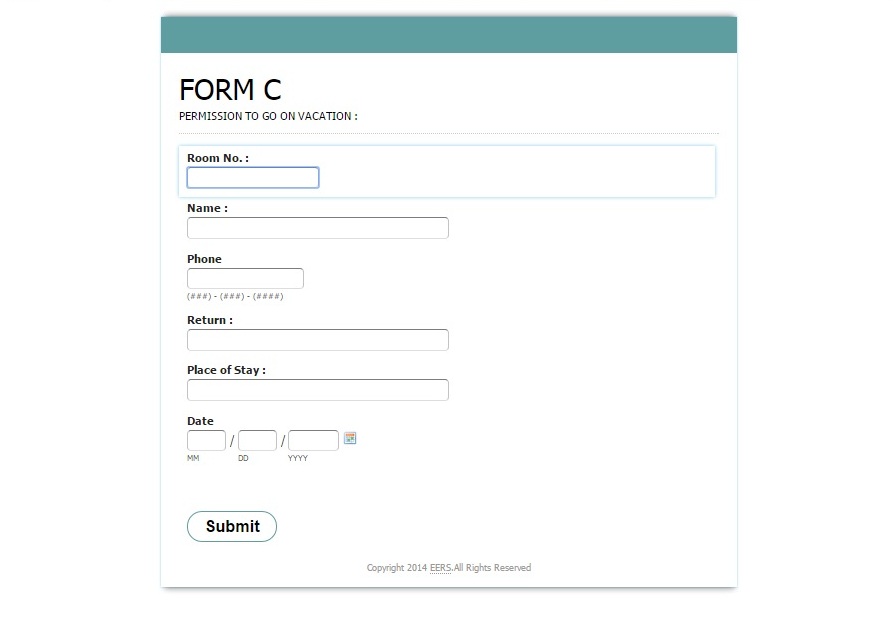 FORM C
PERMISSION TO GO ON VACATION :
Room No. :
Name :
Phone
(###) - (###) - (####)
Return :
Place of Stay :
Date
/ /
MM DD YYYY
Submit
Copyright 2014 EERS.All Rights Reserved